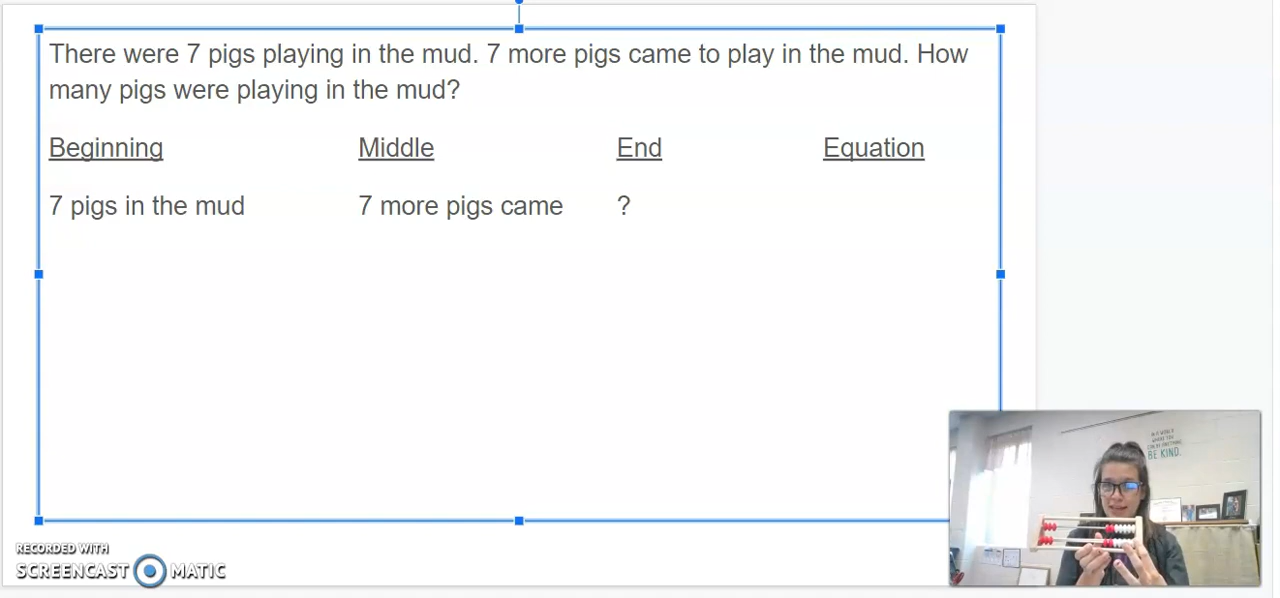 There were 7 pigs playing in the mud. 7 more pigs came to play in the mud. How
many pigs were playing in the mud?
Beginning Middle End Equation
7 pigs in the mud 7 more pigs came ?
BE KIND.
RECORDED WITH
SCREENCAST MATIC